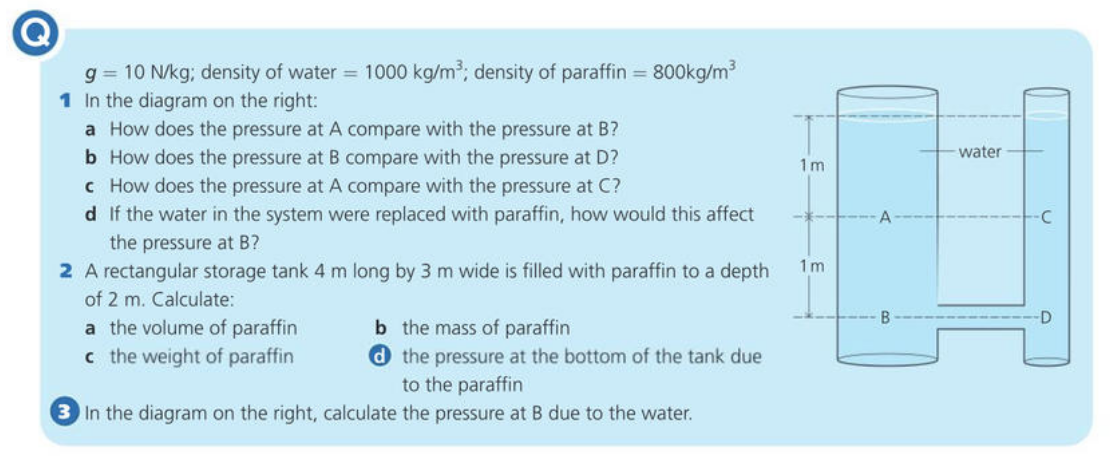 Q
g = 10 N/kg; density of water = 1000 kg/m³; density of paraffin = 800kg/m³
1 In the diagram on the right:
a How does the pressure at A compare with the pressure at B?
b How does the pressure at B compare with the pressure at D?
c How does the pressure at A compare with the pressure at C?
d If the water in the system were replaced with paraffin, how would this affect
the pressure at B?
2 A rectangular storage tank 4 m long by 3 m wide is filled with paraffin to a depth
of 2 m. Calculate:
a the volume of paraffin b the mass of paraffin
c the weight of paraffin d the pressure at the bottom of the tank due
to the paraffin
3 In the diagram on the right, calculate the pressure at B due to the water.
water
1 m
A C
1 m
B D